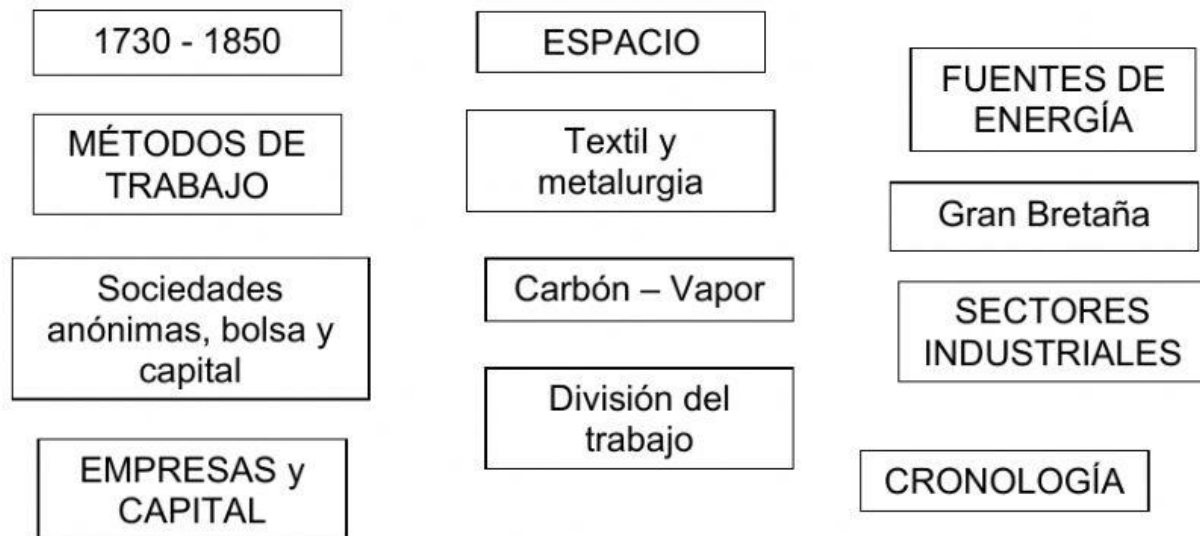 1730 - 1850
MÉTODOS DE
TRABAJO
Sociedades
anónimas, bolsa y
capital
EMPRESAS y
CAPITAL
ESPACIO
Textil y
metalurgia
Carbón – Vapor
División del
trabajo
FUENTES DE
ENERGÍA
Gran Bretaña
SECTORES
INDUSTRIALES
CRONOLOGÍA